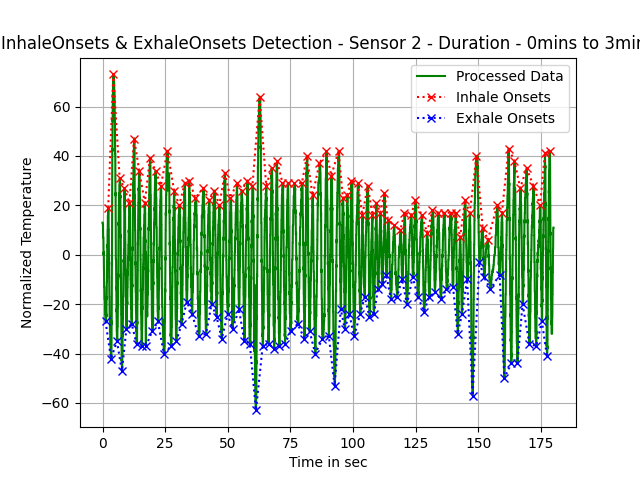 InhaleOnsets & ExhaleOnsets Detection - Sensor 2 - Duration - 0mins to 3min
Processed Data
Inhale Onsets
Exhale Onsets
Normalized Temperature
60
40
20
0
−20
−40
−60
0 25 50 75 100 125 150 175
Time in sec